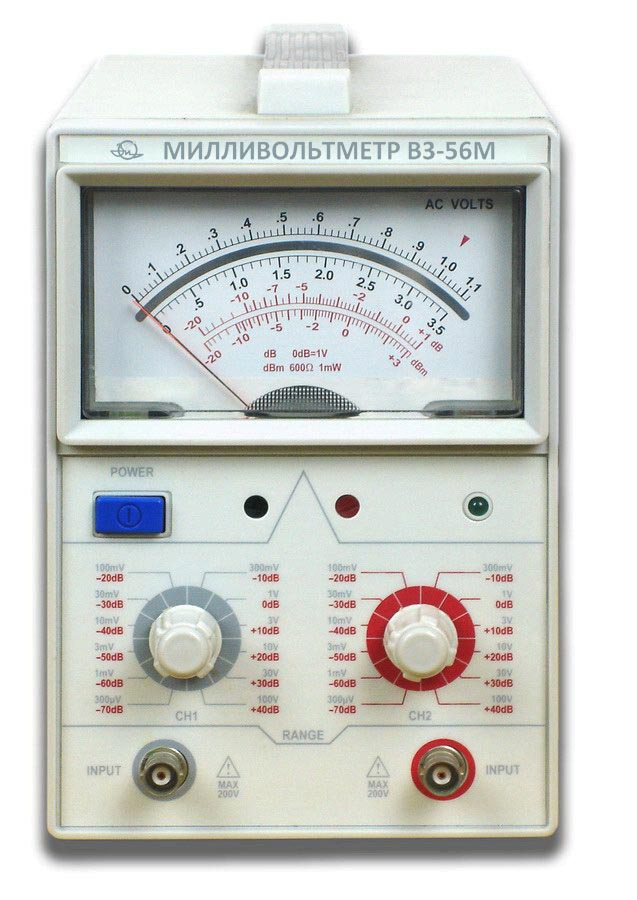 МИЛЛИВОЛЬТМЕТР В3-56М
AC VOLTS
0 .1 .2 .3 .4 .5 .6 .7 .8 .9 1.0 1.1
0 .5 1.0 1.5 2.0 2.5 3.0 3.5
-20 -10 -7 -5 -2 0 +1 dB
-20 -10 -5 -2 0 +3 dBm
dB 0dB=1V
dBm 600Ω 1mW
POWER
100mV 300mV 100mV 300mV
-20dB -10dB -20dB -10dB
30mV 1V 30mV 1V
-30dB 0dB -30dB 0dB
10mV 3V 10mV 3V
-40dB +10dB -40dB +10dB
3mV 10V 3mV 10V
-50dB +20dB -50dB +20dB
1mV 30V 1mV 30V
-60dB +30dB -60dB +30dB
300µV 100V 300µV 100V
-70dB CH1 +40dB -70dB CH2 +40dB
RANGE
INPUT MAX 200V MAX 200V INPUT